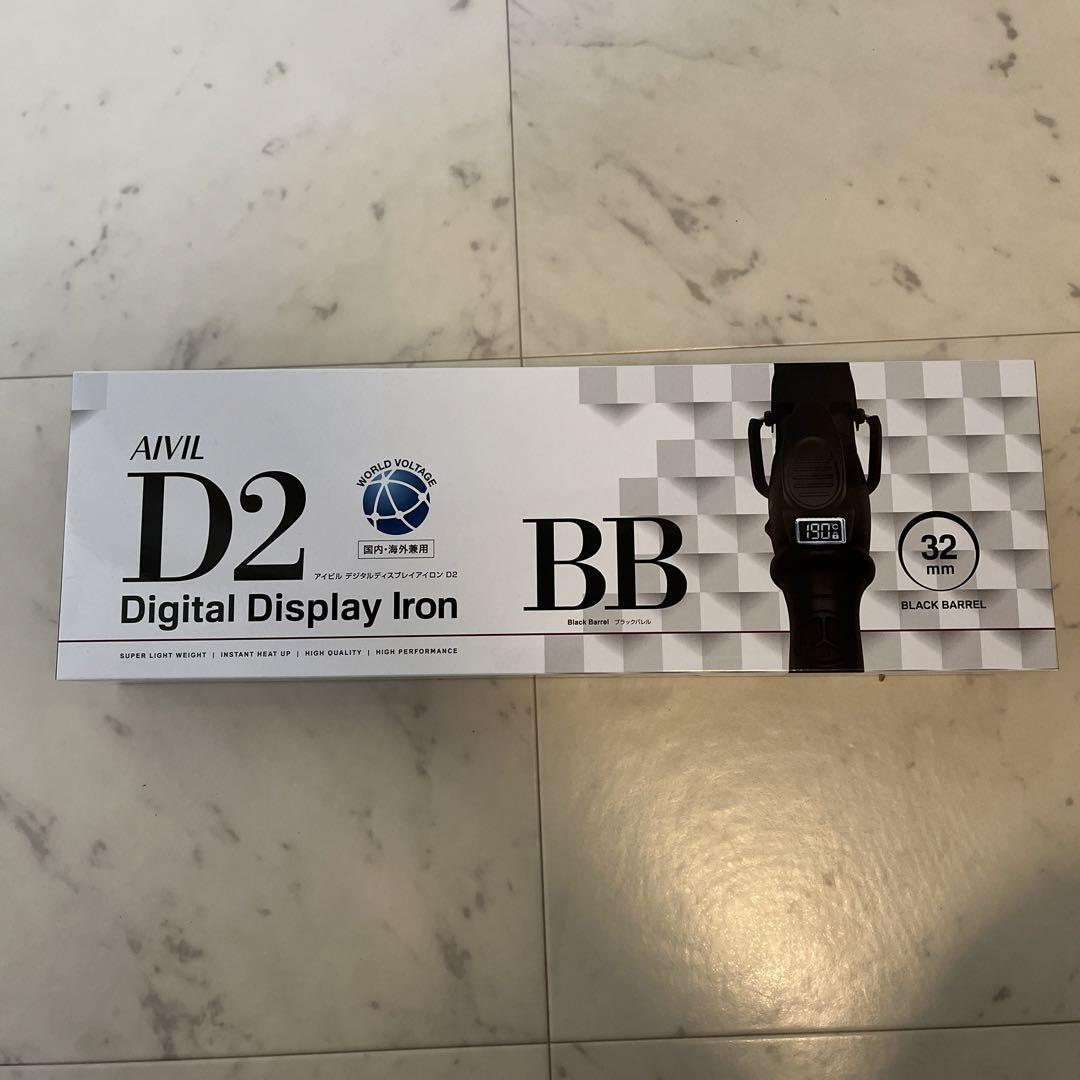 AIVIL
D2
WORLD VOLTAGE
国内・海外兼用
アイビル デジタルディスプレイアイロン D2
Digital Display Iron
SUPER LIGHT WEIGHT | INSTANT HEAT UP | HIGH QUALITY | HIGH PERFORMANCE
BB
Black Barrel ブラックバレル
190℃
32
mm
BLACK BARREL